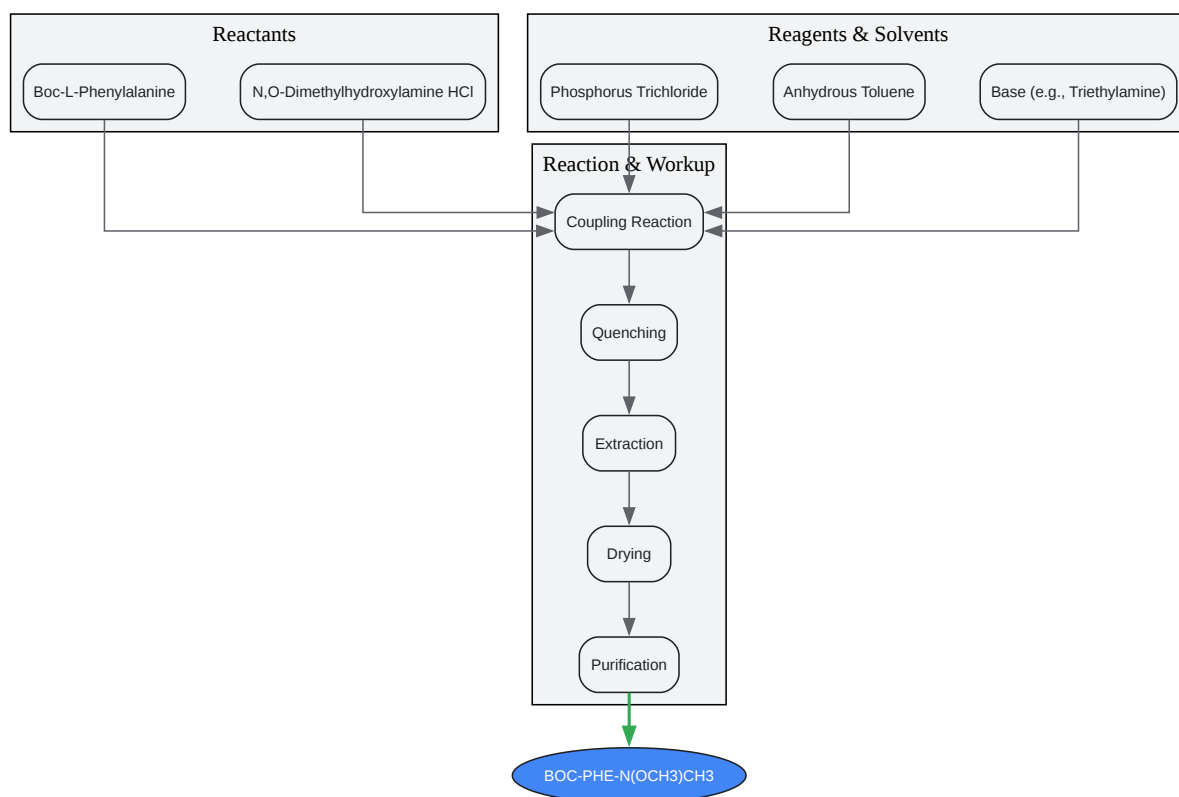 Reactants
Reagents & Solvents
Boc-L-Phenylalanine
N,O-Dimethylhydroxylamine HCl
Phosphorus Trichloride
Anhydrous Toluene
Base (e.g., Triethylamine)
Reaction & Workup
Coupling Reaction
Quenching
Extraction
Drying
Purification
BOC-PHE-N(OCH3)CH3